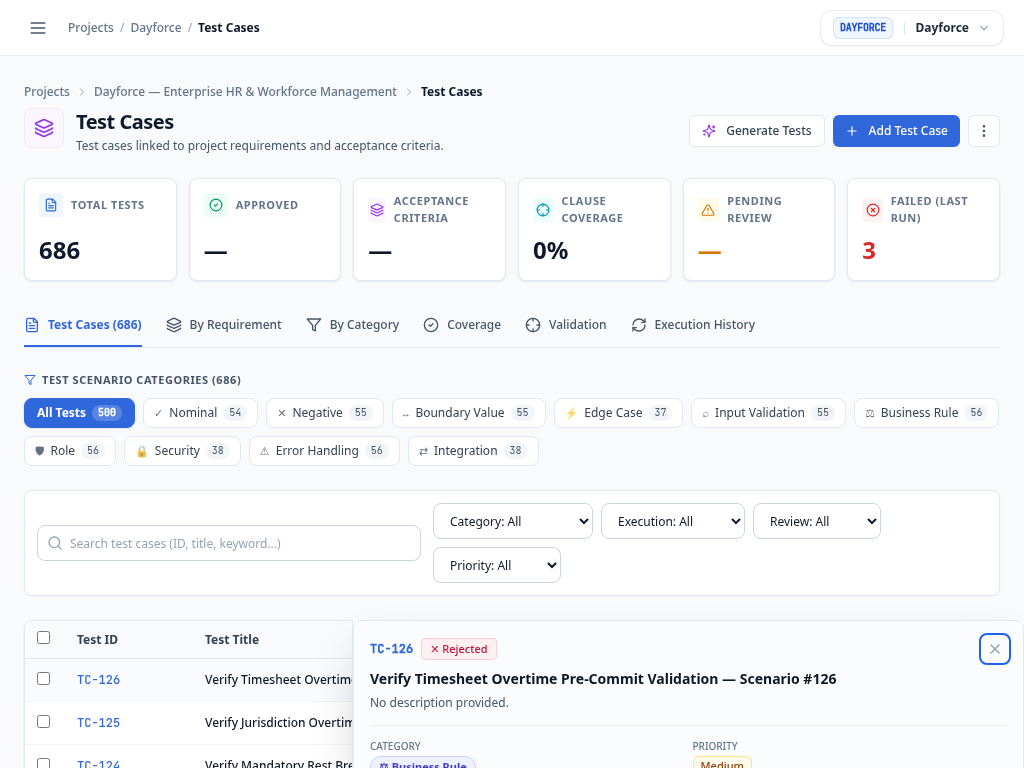 Projects / Dayforce / Test Cases
DAYFORCE Dayforce
Projects > Dayforce — Enterprise HR & Workforce Management > Test Cases
Test Cases
Test cases linked to project requirements and acceptance criteria.
Generate Tests
Add Test Case
TOTAL TESTS
686
APPROVED
—
ACCEPTANCE
CRITERIA
—
CLAUSE
COVERAGE
0%
PENDING
REVIEW
—
FAILED (LAST
RUN)
3
Test Cases (686) By Requirement By Category Coverage Validation Execution History
TEST SCENARIO CATEGORIES (686)
All Tests 500 ✓ Nominal 54 ✕ Negative 55 ↔ Boundary Value 55 ⚡ Edge Case 37 ⌕ Input Validation 55 ⚖ Business Rule 56
Role 56 Security 38 ⚠ Error Handling 56 ⇄ Integration 38
Search test cases (ID, title, keyword...)
Category: All Execution: All Review: All
Priority: All
Test ID Test Title
TC-126 Verify Timesheet Overtim
TC-125 Verify Jurisdiction Overtim
TC-124 Verify Mandatory Rest Bre
TC-126 ✕ Rejected
Verify Timesheet Overtime Pre-Commit Validation — Scenario #126
No description provided.
CATEGORY PRIORITY
⚖ Business Rule Medium